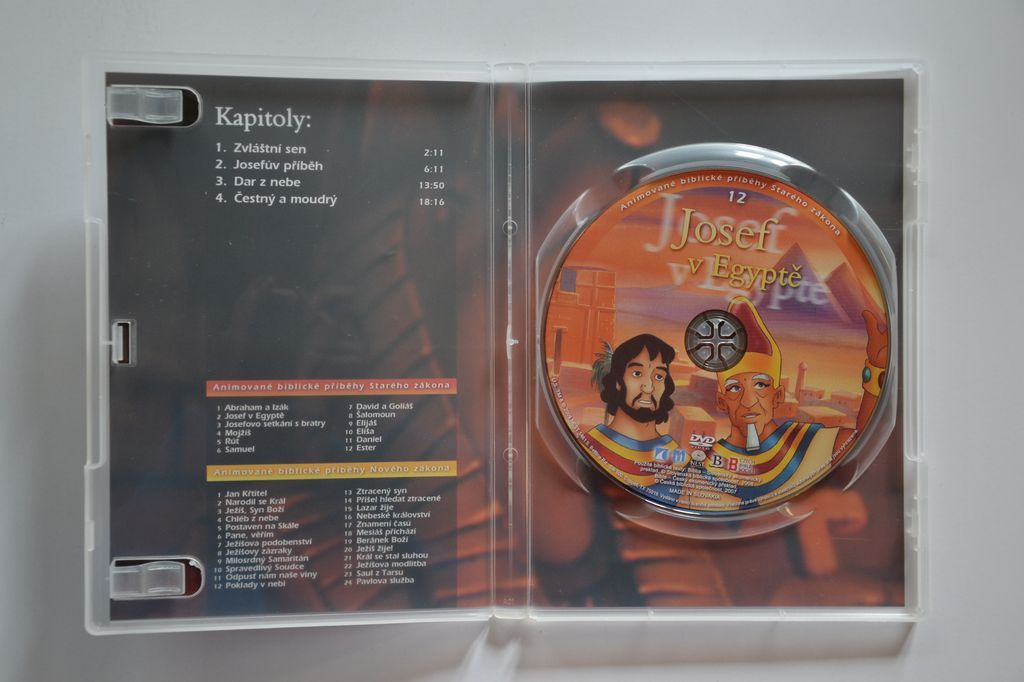 Kapitoly:
1. Zvláštní sen 2:11
2. Josefúv příběh 6:11
3. Dar z nebe 13:50
4. Čestný a moudrý 18:16
Animované biblické příběhy Starého zákona
1 Abraham a Izák
2 Josef v Egyptě
3 Josefovo setkání s bratry
4 Mojžíš
5 Rút
6 Samuel
7 David a Goliáš
8 Šalomoun
9 Elijáš
10 Elíša
11 Daniel
12 Ester
Animované biblické příběhy Nového zákona
1 Jan Křtitel
2 Narodil se Král
3 Ježíš, Syn Boží
4 Chléb z nebe
5 Postaven na Skále
6 Pane, věřím
7 Ježíšova podobenství
8 Ježíšovy zázraky
9 Milosrdný Samaritán
10 Spravedlivý Soudce
11 Odpusť nám naše viny
12 Poklady v nebi
13 Ztracený syn
14 Přišel hledat ztracené
15 Lazar žije
16 Nebeské království
17 Znamení času
18 Mesiáš přichází
19 Beránek Boží
20 Ježíš žije!
21 Král se stal sluhou
22 Ježíšova modlitba
23 Saul z Tarsu
24 Pavlova služba
Animované biblické příběhy Starého zákona
12
Josef
v Egyptě
DVD
MADE IN SLOVAKIA